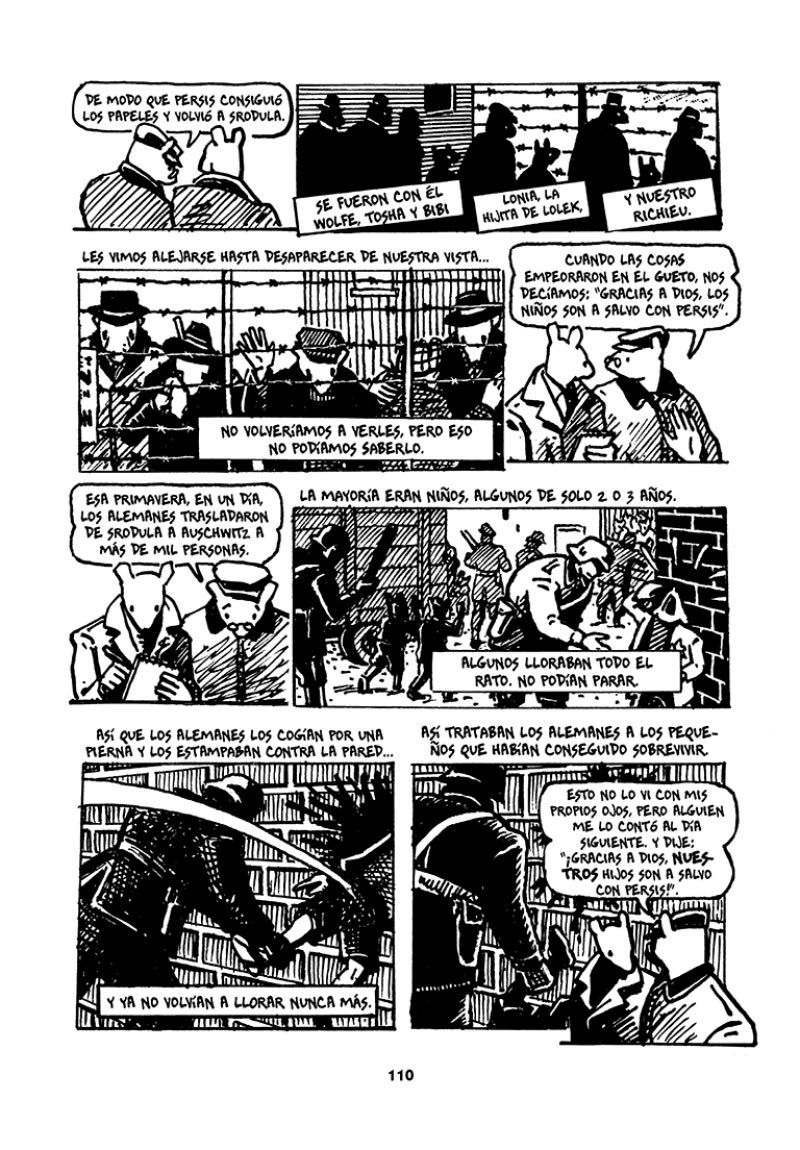 DE MODO QUE PERSIS CONSIGUIÓ
LOS PAPELES Y VOLVIÓ A SRODULA.
SE FUERON CON ÉL
WOLFE, TOSHA Y BIBI
LONIA, LA
HIJITA DE LOLEK,
Y NUESTRO
RICHIEU.
LES VIMOS ALEJARSE HASTA DESAPARECER DE NUESTRA VISTA...
NO VOLVERÍAMOS A VERLES, PERO ESO
NO PODÍAMOS SABERLO.
CUANDO LAS COSAS
EMPEORARON EN EL GUETO, NOS
DECÍAMOS: "GRACIAS A DIOS, LOS
NIÑOS SON A SALVO CON PERSIS".
ESA PRIMAVERA, EN UN DÍA,
LOS ALEMANES TRASLADARON
DE SRODULA A AUSCHWITZ A
MÁS DE MIL PERSONAS.
LA MAYORÍA ERAN NIÑOS, ALGUNOS DE SOLO 2 O 3 AÑOS.
ALGUNOS LLORABAN TODO EL
RATO. NO PODÍAN PARAR.
ASÍ QUE LOS ALEMANES LOS COGÍAN POR UNA
PIERNA Y LOS ESTAMPABAN CONTRA LA PARED...
Y YA NO VOLVÍAN A LLORAR NUNCA MÁS.
ASÍ TRATABAN LOS ALEMANES A LOS PEQUE-
ÑOS QUE HABÍAN CONSEGUIDO SOBREVIVIR.
ESTO NO LO VI CON MIS
PROPIOS OJOS, PERO ALGUIEN
ME LO CONTÓ AL DÍA
SIGUIENTE. Y DIJE:
"¡GRACIAS A DIOS, NUES-
TROS HIJOS SON A SALVO
CON PERSIS!".
110